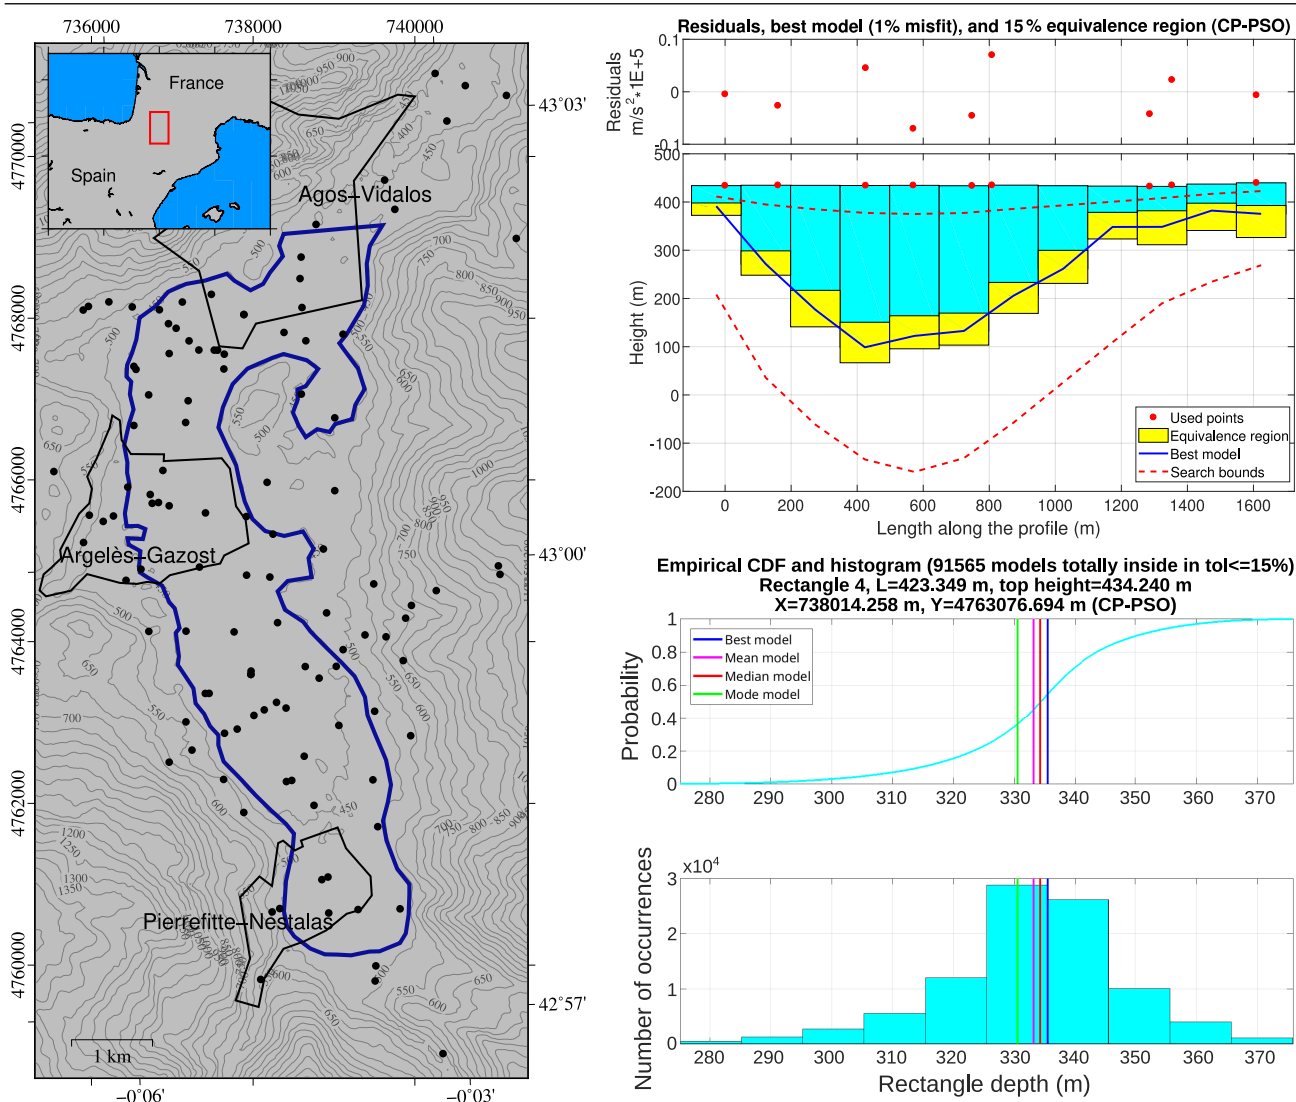 736000 738000 740000
France
Spain
Agos–Vidalos
Argelès–Gazost
Pierrefitte–Nestalas
1 km
4770000
4768000
4766000
4764000
4762000
4760000
43°03'
43°00'
42°57'
−0°06' −0°03'
Residuals, best model (1% misfit), and 15% equivalence region (CP-PSO)
Residuals
m/s²*1E+5
0.1
0
-0.1
Height (m)
500
400
300
200
100
0
-100
-200
Used points
Equivalence region
Best model
Search bounds
0 200 400 600 800 1000 1200 1400 1600
Length along the profile (m)
Empirical CDF and histogram (91565 models totally inside in tol<=15%)
Rectangle 4, L=423.349 m, top height=434.240 m
X=738014.258 m, Y=4763076.694 m (CP-PSO)
Probability
1
0.8
0.6
0.4
0.2
0
Best model
Mean model
Median model
Mode model
280 290 300 310 320 330 340 350 360 370
×10⁴
Number of occurrences
3
2
1
0
280 290 300 310 320 330 340 350 360 370
Rectangle depth (m)